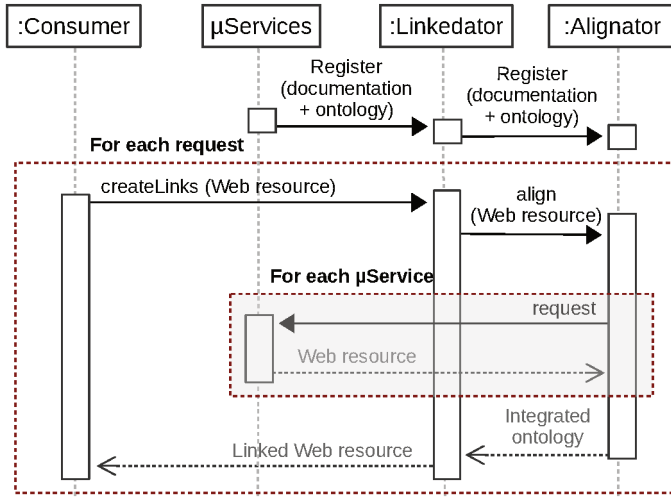 :Consumer
µServices
:Linkedator
:Alignator
Register
(documentation
+ ontology)
Register
(documentation
+ ontology)
For each request
createLinks (Web resource)
align
(Web resource)
For each µService
request
Web resource
Integrated
ontology
Linked Web resource